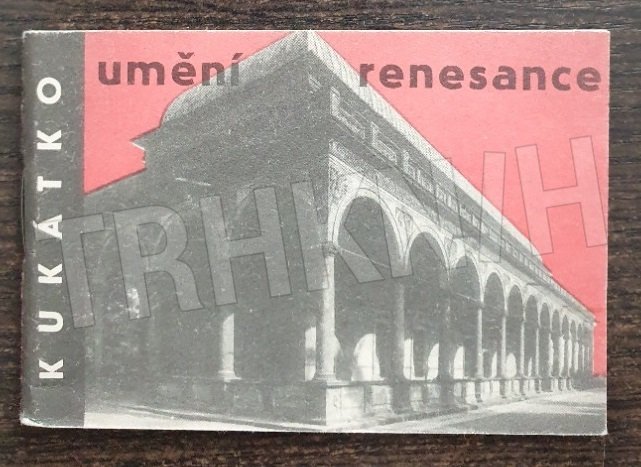 umění renesance
KUKÁTKO
TRHKNIH